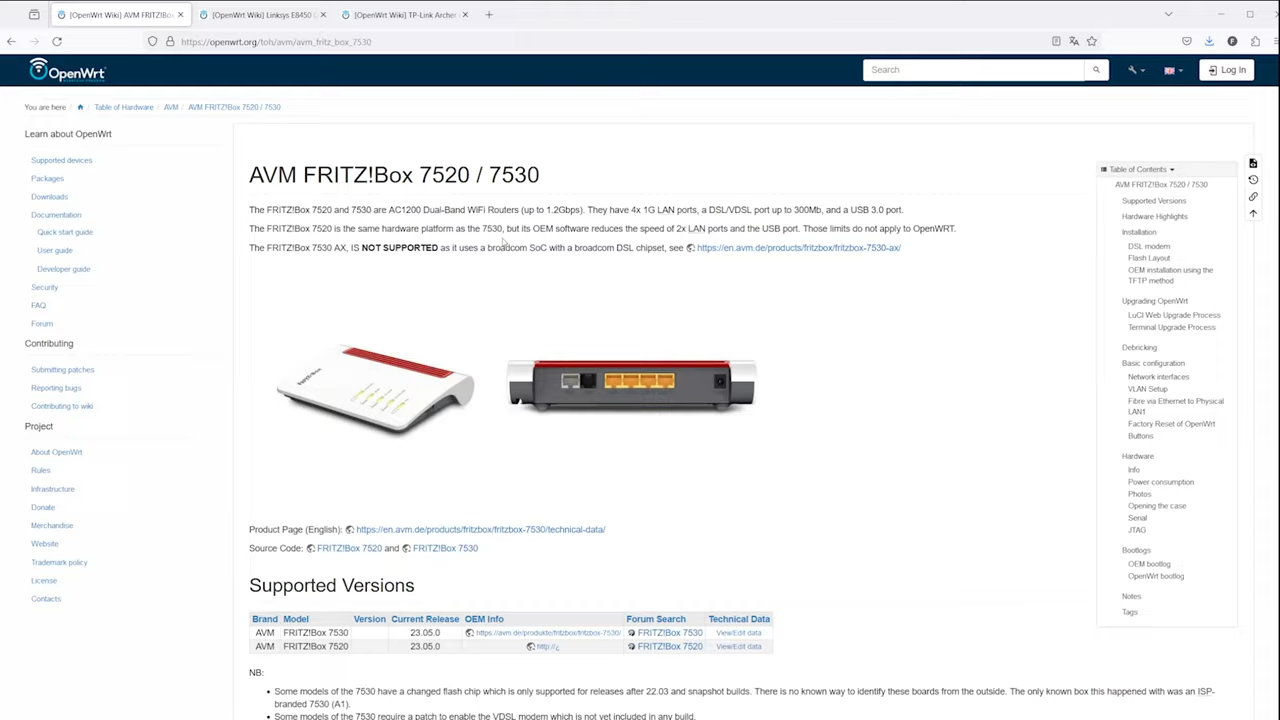 [OpenWrt Wiki] AVM FRITZ!Box
[OpenWrt Wiki] Linksys E8450 (
[OpenWrt Wiki] TP-Link Archer
https://openwrt.org/toh/avm/avm_fritz_box_7530
OpenWrt
Search
Log In
You are here / Table of Hardware / AVM / AVM FRITZ!Box 7520 / 7530
Learn about OpenWrt
Supported devices
Packages
Downloads
Documentation
Quick start guide
User guide
Developer guide
Security
FAQ
Forum
Contributing
Submitting patches
Reporting bugs
Contributing to wiki
Project
About OpenWrt
Rules
Infrastructure
Donate
Merchandise
Website
Trademark policy
License
Contacts
AVM FRITZ!Box 7520 / 7530
The FRITZ!Box 7520 and 7530 are AC1200 Dual-Band WiFi Routers (up to 1.2Gbps). They have 4x 1G LAN ports, a DSL/VDSL port up to 300Mb, and a USB 3.0 port.
The FRITZ!Box 7520 is the same hardware platform as the 7530, but its OEM software reduces the speed of 2x LAN ports and the USB port. Those limits do not apply to OpenWRT.
The FRITZ!Box 7530 AX, IS NOT SUPPORTED as it uses a broadcom SoC with a broadcom DSL chipset, see https://en.avm.de/products/fritzbox/fritzbox-7530-ax/
Product Page (English): https://en.avm.de/products/fritzbox/fritzbox-7530/technical-data/
Source Code: FRITZ!Box 7520 and FRITZ!Box 7530
Supported Versions
Brand Model Version Current Release OEM Info Forum Search Technical Data
AVM FRITZ!Box 7530 23.05.0 https://avm.de/produkte/fritzbox/fritzbox-7530/ FRITZ!Box 7530 View/Edit data
AVM FRITZ!Box 7520 23.05.0 http://¿ FRITZ!Box 7520 View/Edit data
NB:
• Some models of the 7530 have a changed flash chip which is only supported for releases after 22.03 and snapshot builds. There is no known way to identify these boards from the outside. The only known box this happened with was an ISP-
branded 7530 (A1).
• Some models of the 7530 require a patch to enable the VDSL modem which is not yet included in any build.
Table of Contents
AVM FRITZ!Box 7520 / 7530
Supported Versions
Hardware Highlights
Installation
DSL modem
Flash Layout
OEM installation using the
TFTP method
Upgrading OpenWrt
LuCI Web Upgrade Process
Terminal Upgrade Process
Debricking
Basic configuration
Network interfaces
VLAN Setup
Fibre via Ethernet to Physical
LAN1
Factory Reset of OpenWrt
Buttons
Hardware
Info
Power consumption
Photos
Opening the case
Serial
JTAG
Bootlogs
OEM bootlog
OpenWrt bootlog
Notes
Tags